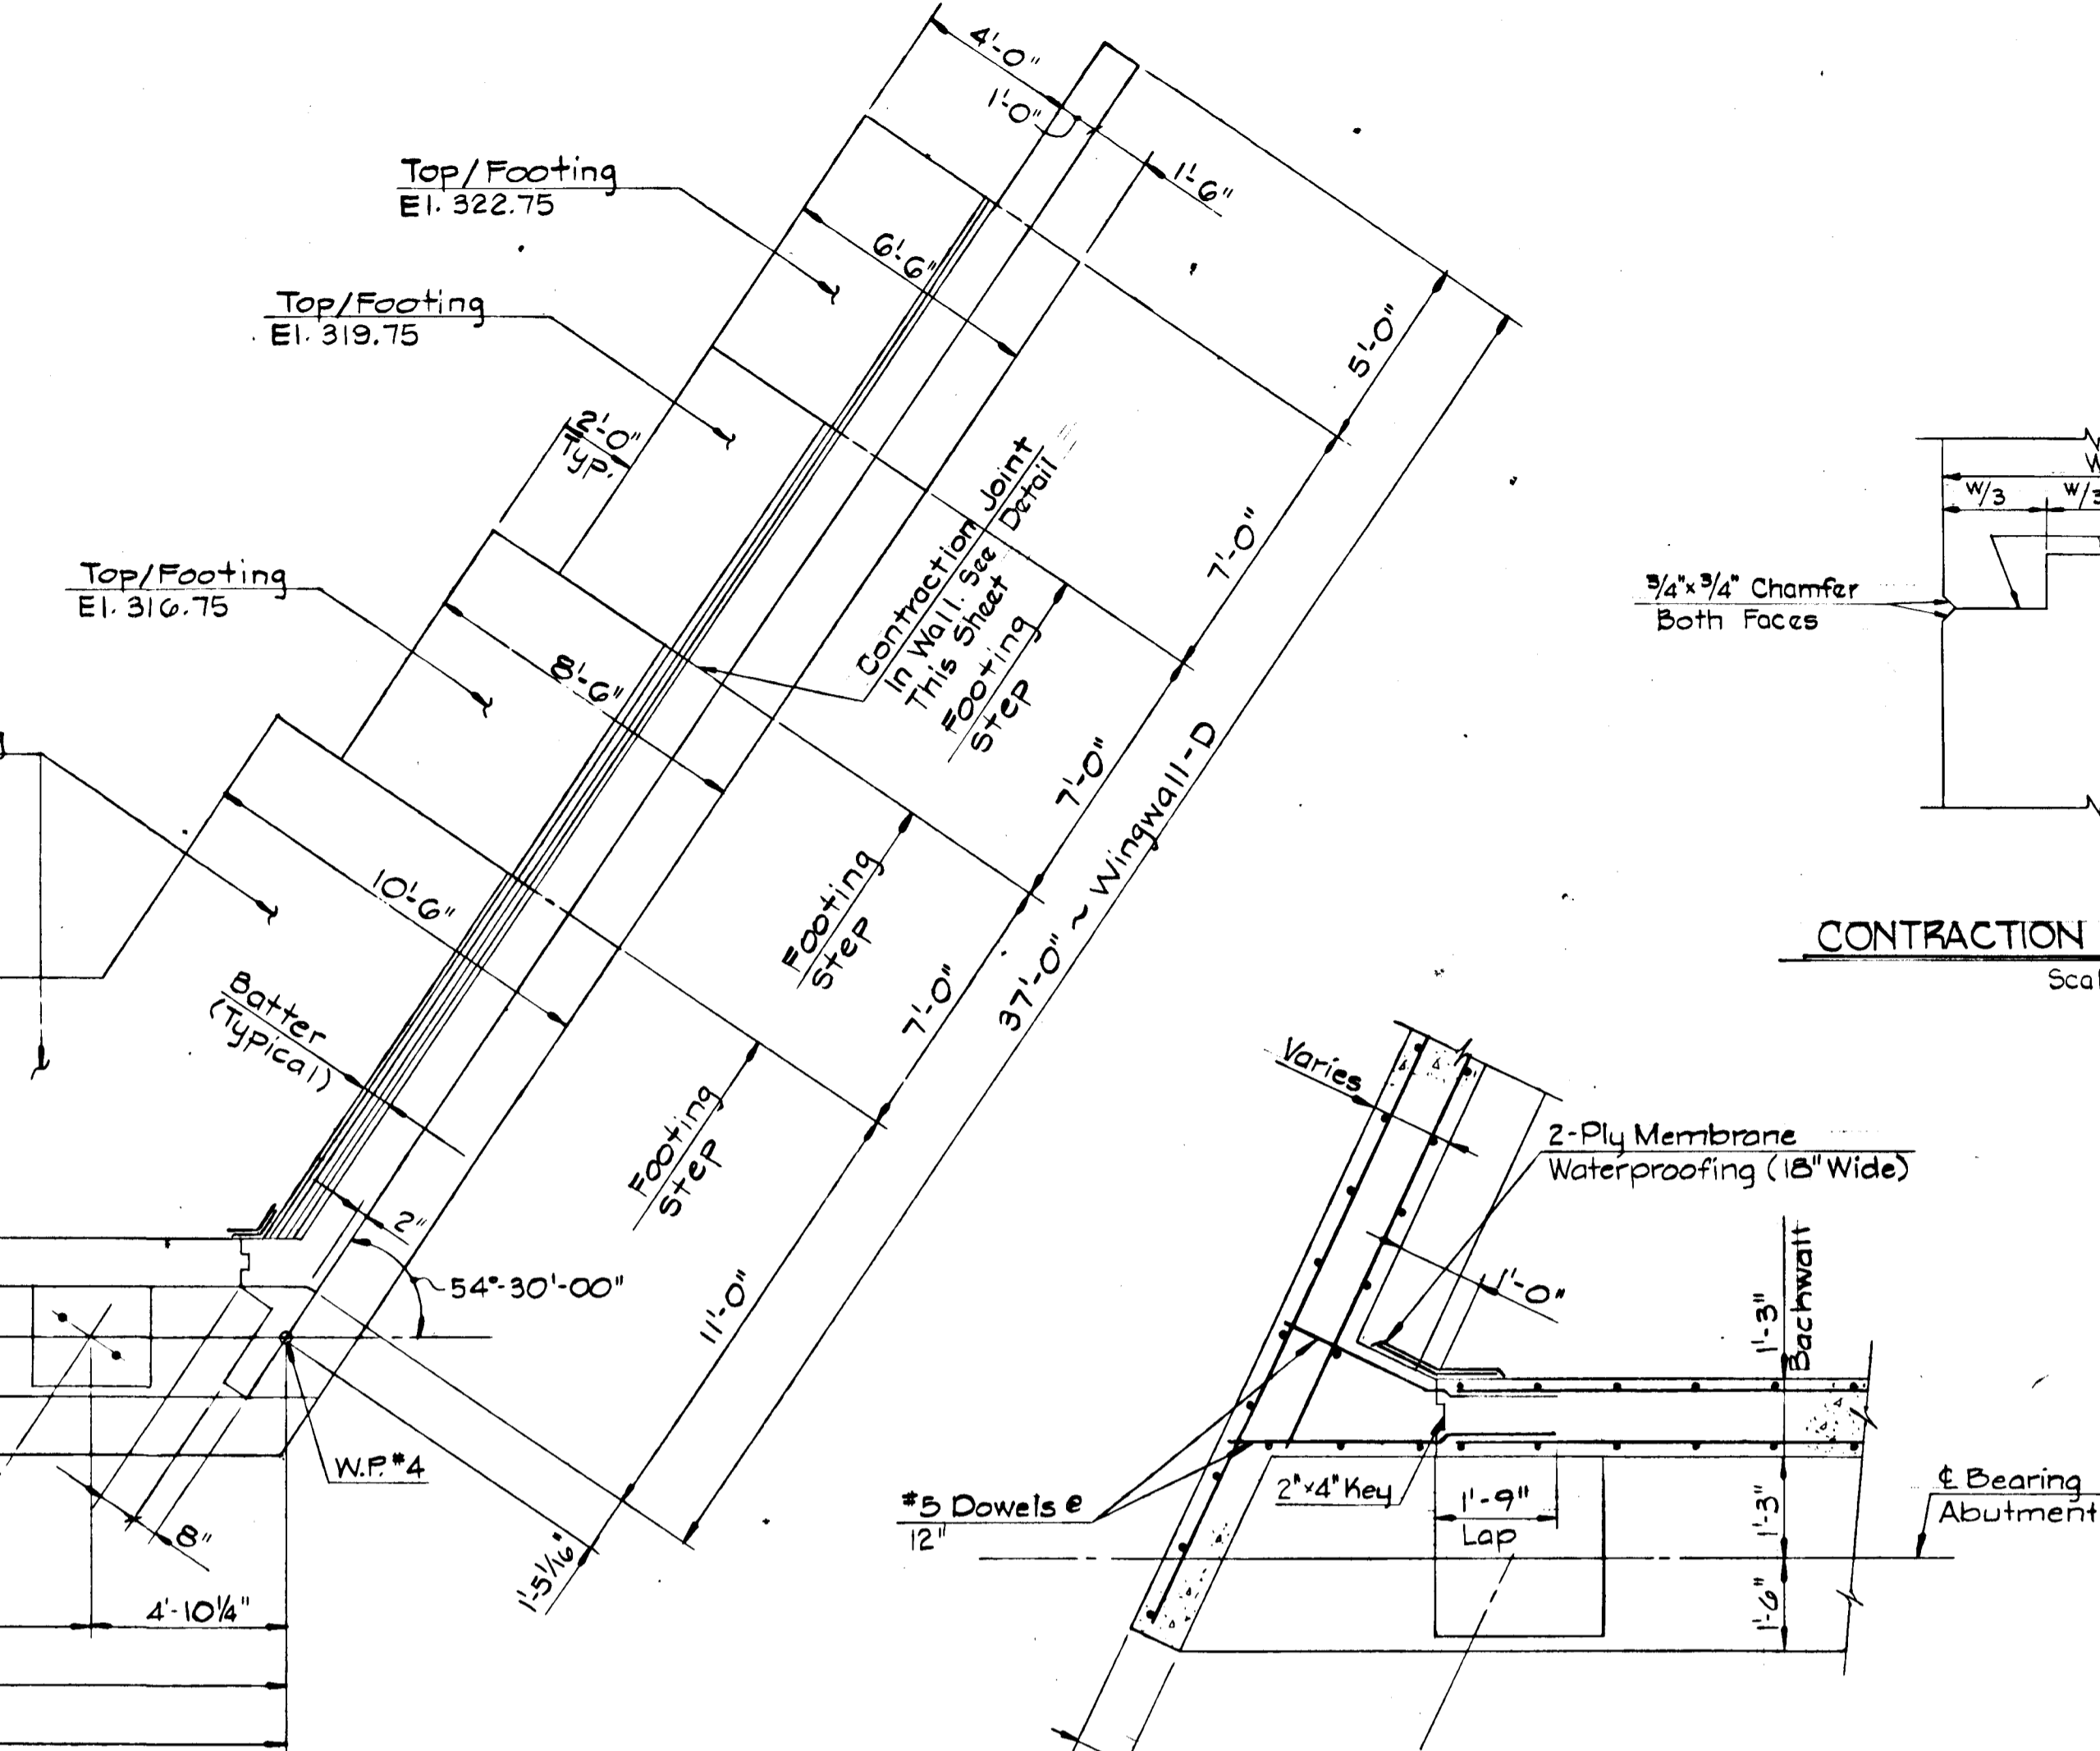 4'-0"
1'-0"
1'-6"
Top/Footing
El. 322.75
6'-6"
Top/Footing
El. 319.75
5'-0"
2'-0"
Typ.
Contraction Joint
In Wall. See Detail
This Sheet
Footing
Step
7'-0"
W/3
Top/Footing
El. 316.75
8'-6"
3/4"x3/4" Chamfer
Both Faces
7'-0"
37'-0" ~ Wingwall-D
10'-6"
Footing
Step
7'-0"
CONTRACTION
Batter
(Typical)
Footing
Step
2"
54°-30'-00"
11'-0"
W.P. #4
8"
1'-5 1/16"
4'-10 1/4"
Varies
2-Ply Membrane
Waterproofing (18" Wide)
1'-0"
1'-3"
Backwall
#5 Dowels @
12"
2"x4" Key
1'-9"
Lap
1'-3"
1'-6"
℄ Bearing
Abutment